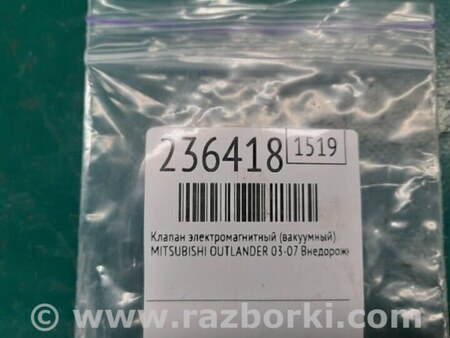 236418 1519
Клапан электромагнитный (вакуумный)
MITSUBISHI OUTLANDER 03-07 Внедорож
© www.razborki.com